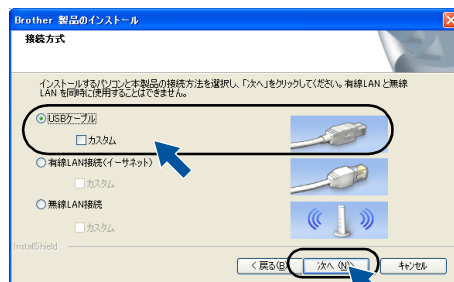 Brother 製品のインストール
接続方式
インストールするパソコンと本製品の接続方法を選択し、「次へ」をクリックしてください。有線LANと無線
LAN を同時に使用することはできません。
USBケーブル
カスタム
有線LAN接続(イーサネット)
カスタム
無線LAN接続
カスタム
InstallShield
< 戻る(B) 次へ (N)> キャンセル